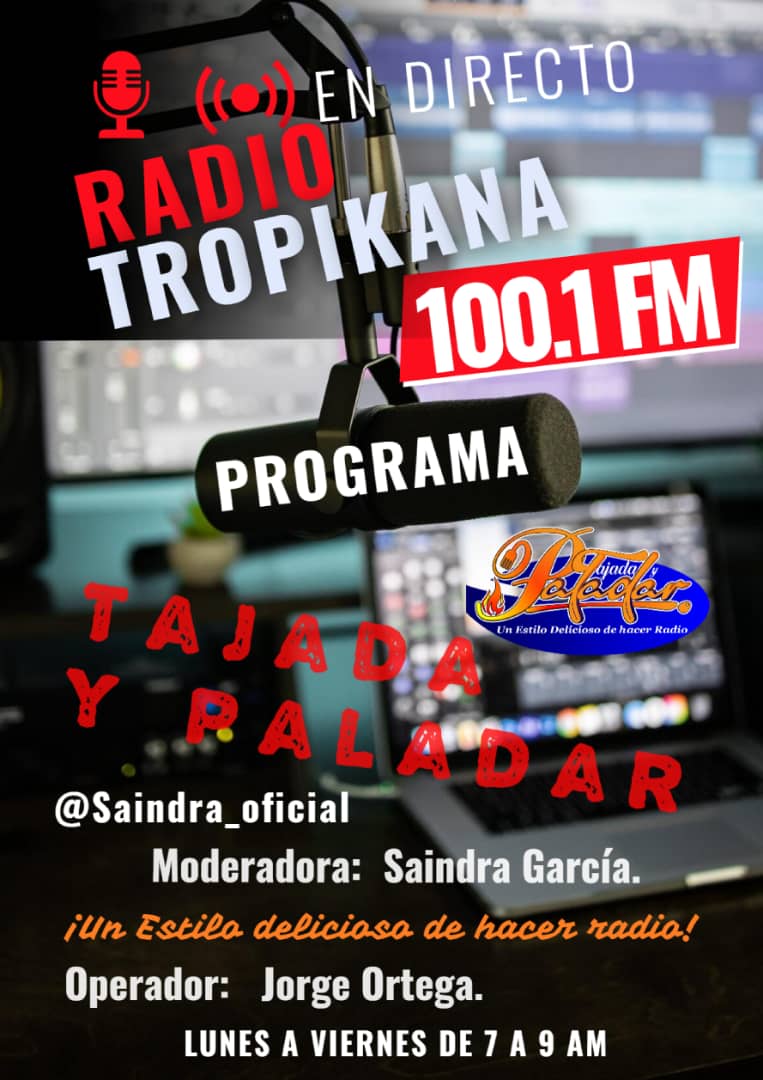 EN DIRECTO
RADIO
TROPIKANA
100.1 FM
PROGRAMA
Tajada y
Paladar.
Un Estilo Delicioso de hacer Radio
TAJADA
Y PALADAR
@Saindra_oficial
Moderadora: Saindra García.
¡Un Estilo delicioso de hacer radio!
Operador: Jorge Ortega.
LUNES A VIERNES DE 7 A 9 AM